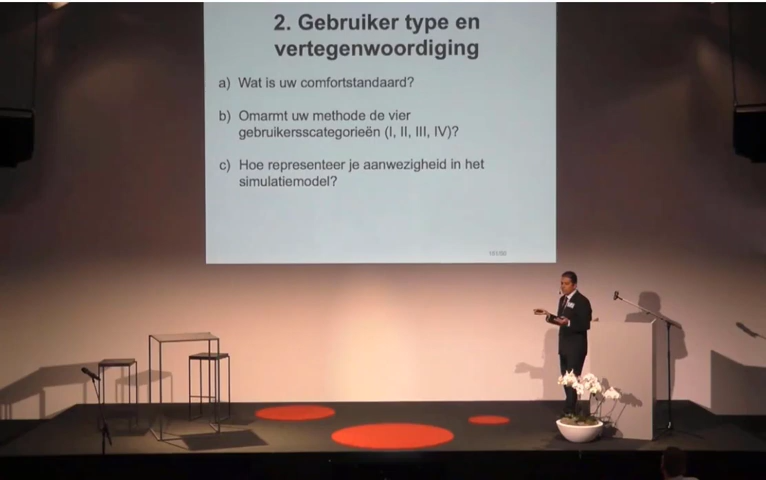 2. Gebruiker type en
vertegenwoordiging
a) Wat is uw comfortstandaard?
b) Omarmt uw methode de vier
gebruikersscategorieën (I, II, III, IV)?
c) Hoe representeer je aanwezigheid in het
simulatiemodel?